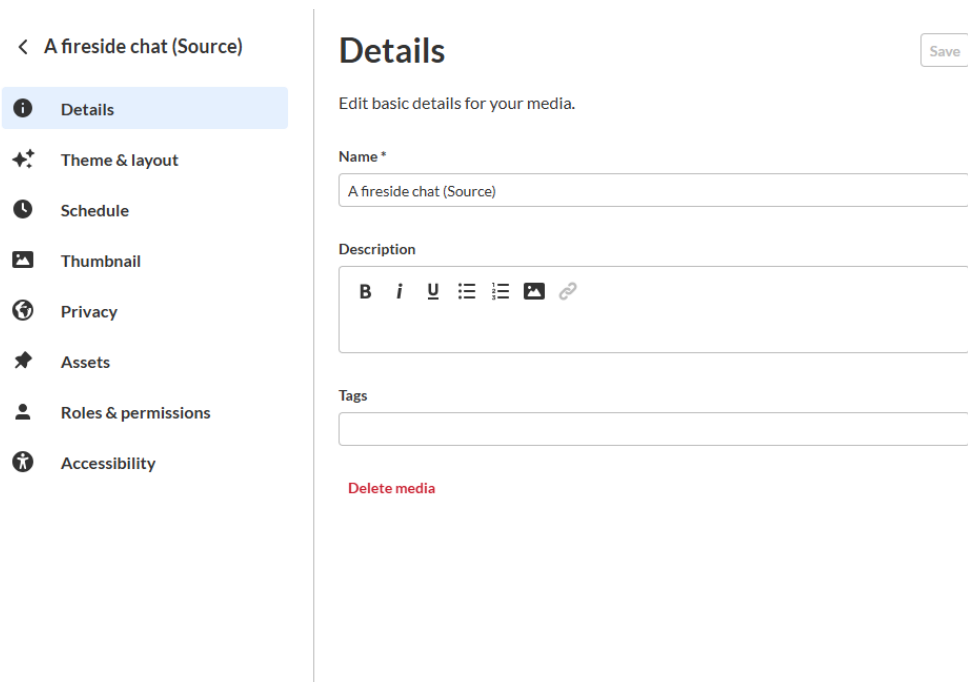 A fireside chat (Source)
Details
Theme & layout
Schedule
Thumbnail
Privacy
Assets
Roles & permissions
Accessibility
Details
Save
Edit basic details for your media.
Name *
A fireside chat (Source)
Description
B i U
Tags
Delete media